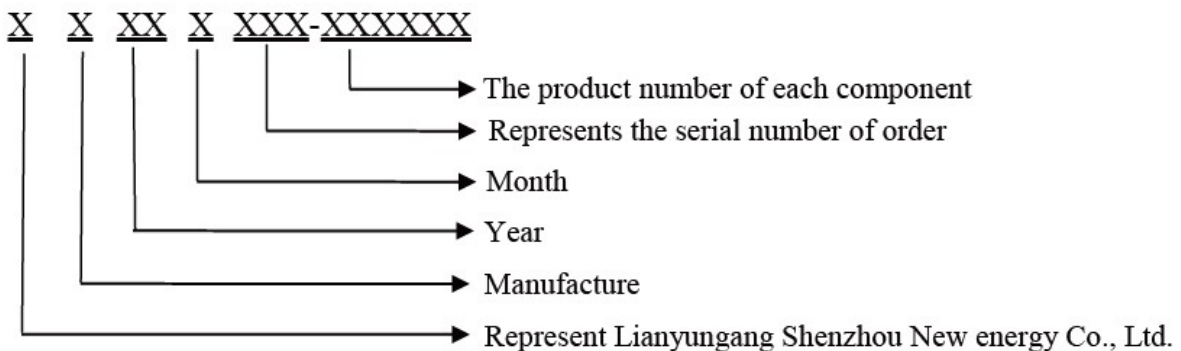 X X XX X XXX-XXXXXX
The product number of each component
Represents the serial number of order
Month
Year
Manufacture
Represent Lianyungang Shenzhou New energy Co., Ltd.